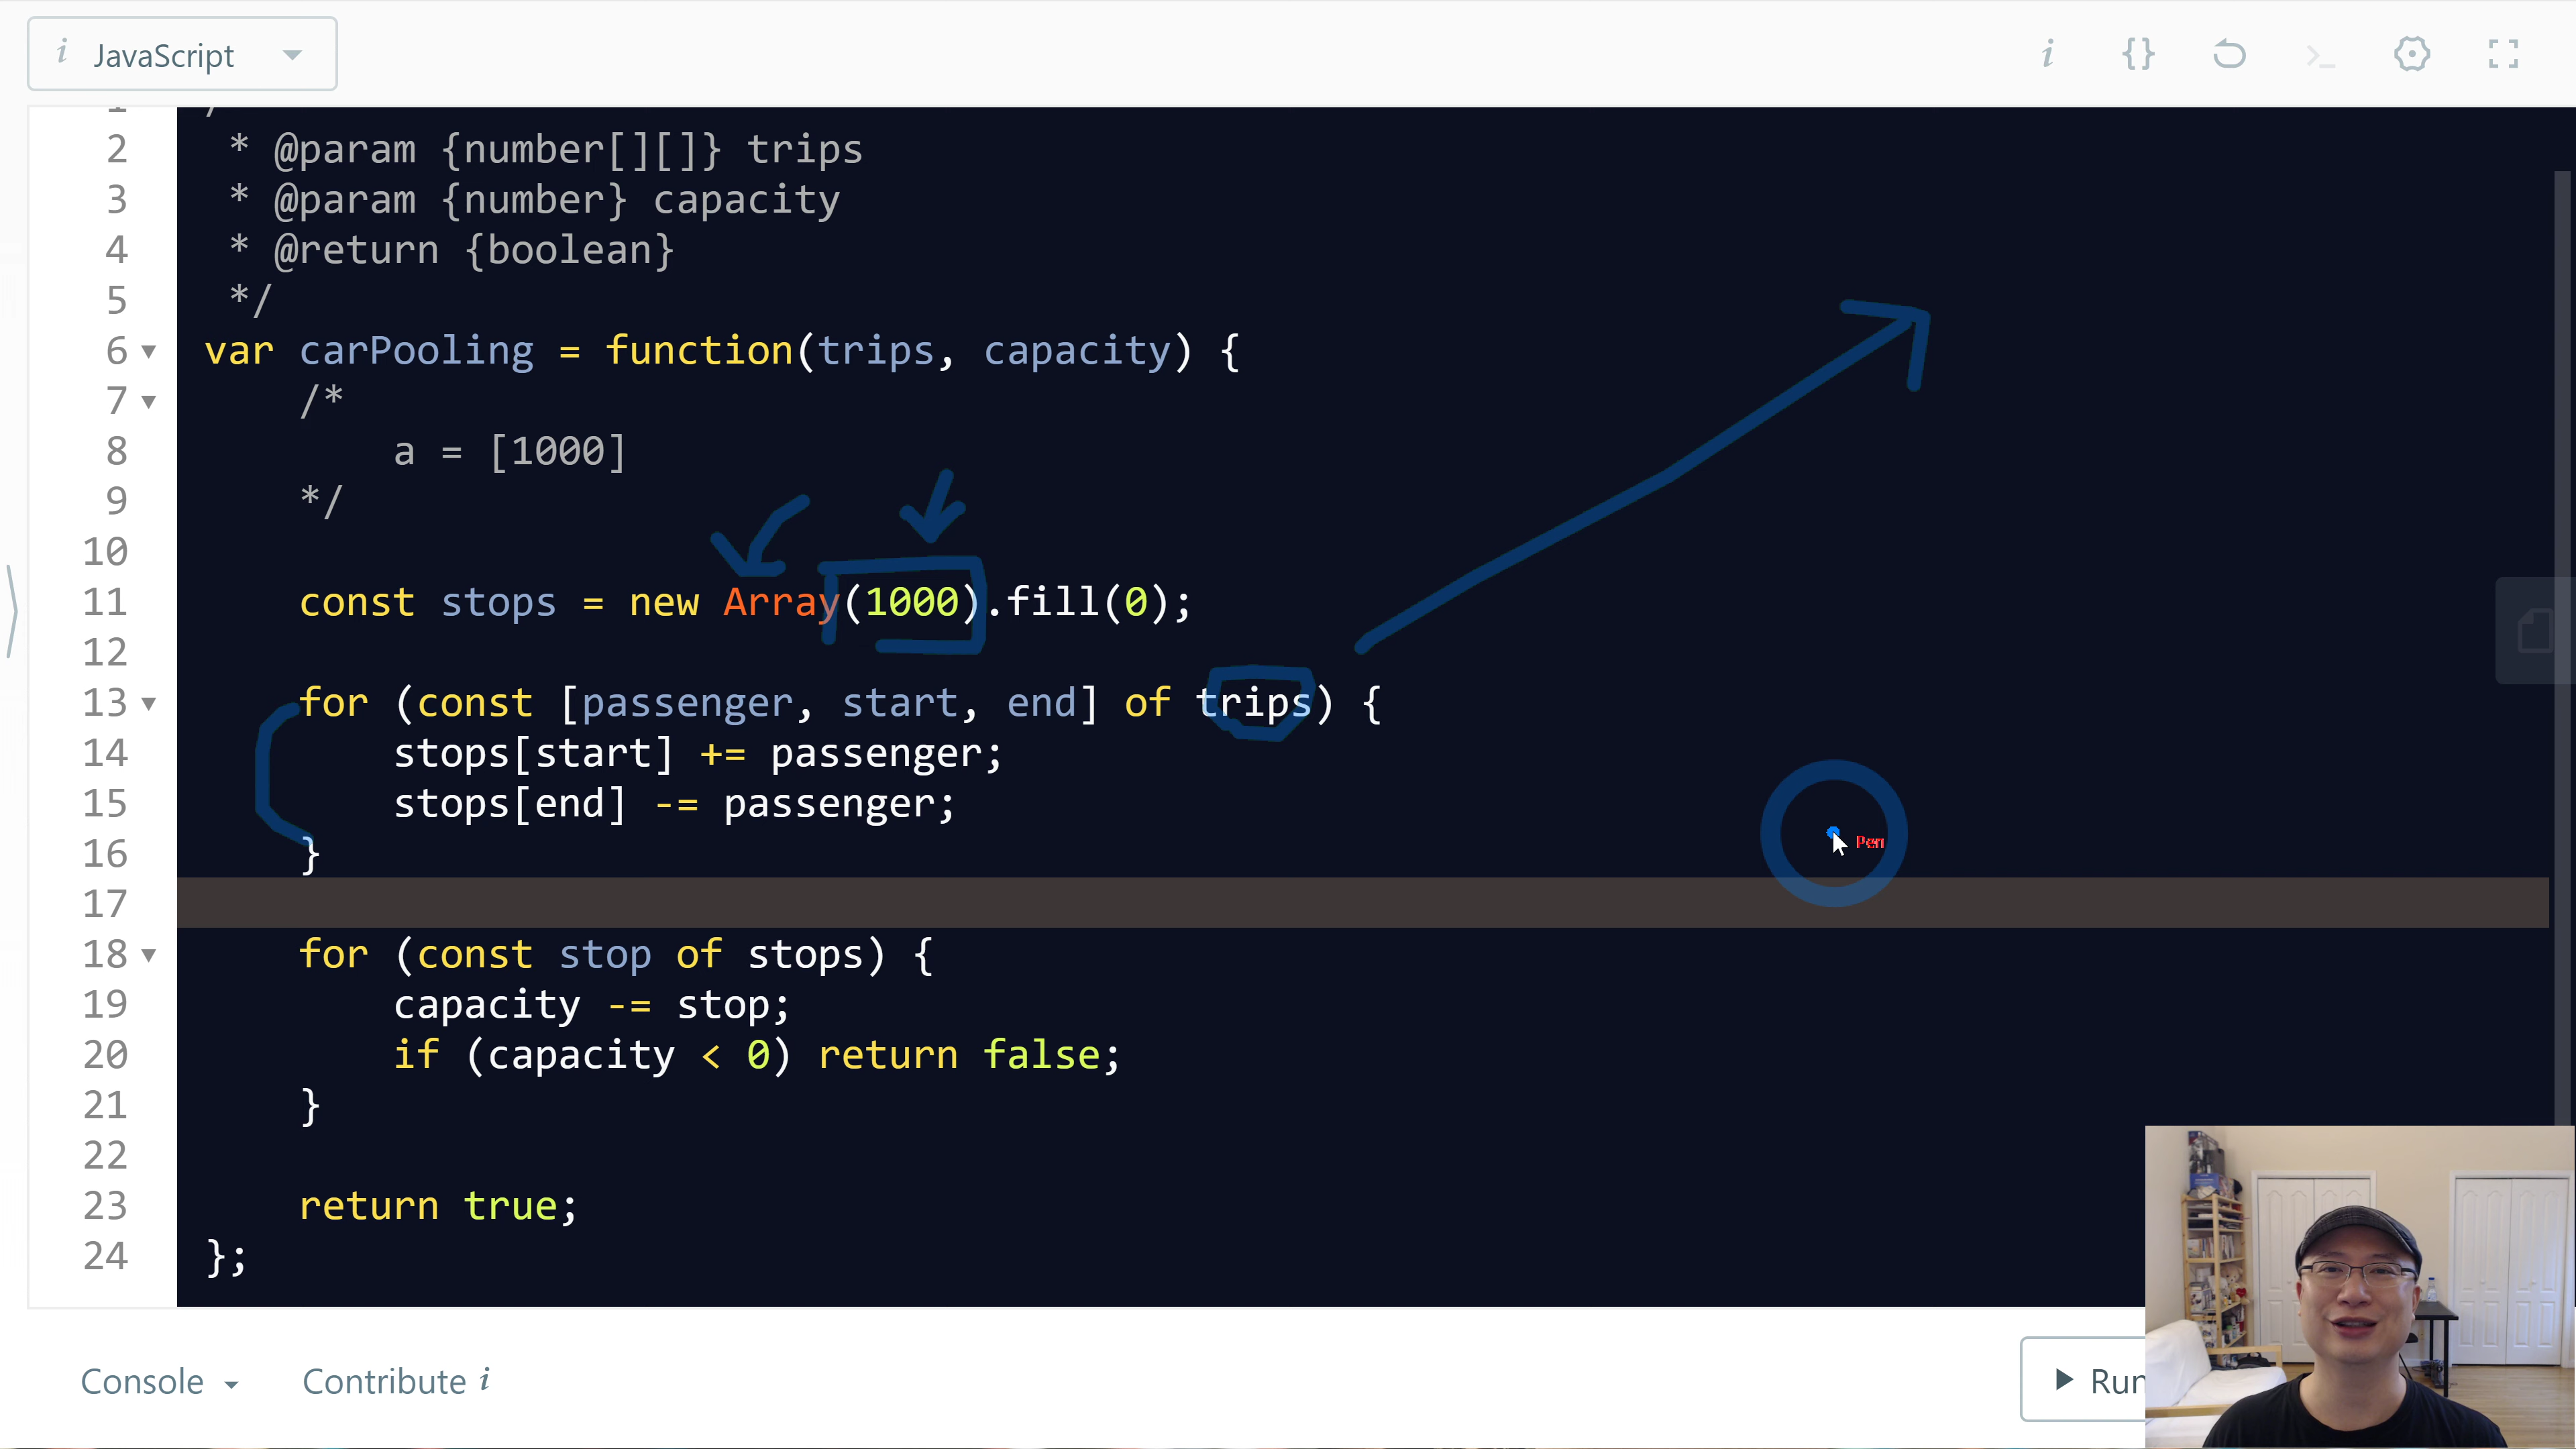 i JavaScript
i {} >_
1 /
2 * @param {number[][]} trips
3 * @param {number} capacity
4 * @return {boolean}
5 */
6 var carPooling = function(trips, capacity) {
7 /*
8 a = [1000]
9 */
10
11 const stops = new Array(1000).fill(0);
12
13 for (const [passenger, start, end] of trips) {
14 stops[start] += passenger;
15 stops[end] -= passenger;
16 }
Pen
17
18 for (const stop of stops) {
19 capacity -= stop;
20 if (capacity < 0) return false;
21 }
22
23 return true;
24 };
Console Contribute i Run